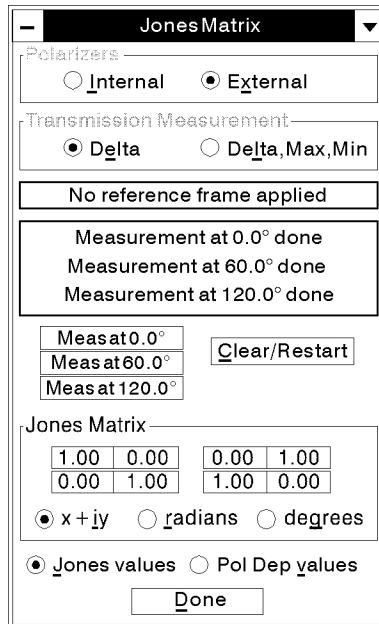 Jones Matrix
Polarizers
Internal External
Transmission Measurement
Delta Delta,Max,Min
No reference frame applied
Measurement at 0.0° done
Measurement at 60.0° done
Measurement at 120.0° done
Meas at 0.0°
Meas at 60.0°
Meas at 120.0°
Clear/Restart
Jones Matrix
1.00 0.00 0.00 1.00
0.00 1.00 1.00 0.00
x + iy radians degrees
Jones values Pol Dep values
Done